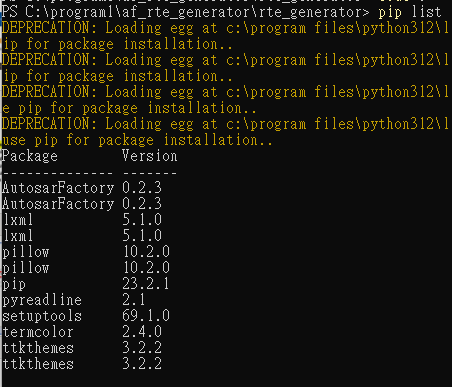 PS C:\program1\af_rte_generator\rte_generator> pip list
DEPRECATION: Loading egg at c:\program files\python312\l
ip for package installation..
DEPRECATION: Loading egg at c:\program files\python312\l
ip for package installation..
DEPRECATION: Loading egg at c:\program files\python312\l
e pip for package installation..
DEPRECATION: Loading egg at c:\program files\python312\l
use pip for package installation..
Package Version
-------------- -------
AutosarFactory 0.2.3
AutosarFactory 0.2.3
lxml 5.1.0
lxml 5.1.0
pillow 10.2.0
pillow 10.2.0
pip 23.2.1
pyreadline 2.1
setuptools 69.1.0
termcolor 2.4.0
ttkthemes 3.2.2
ttkthemes 3.2.2